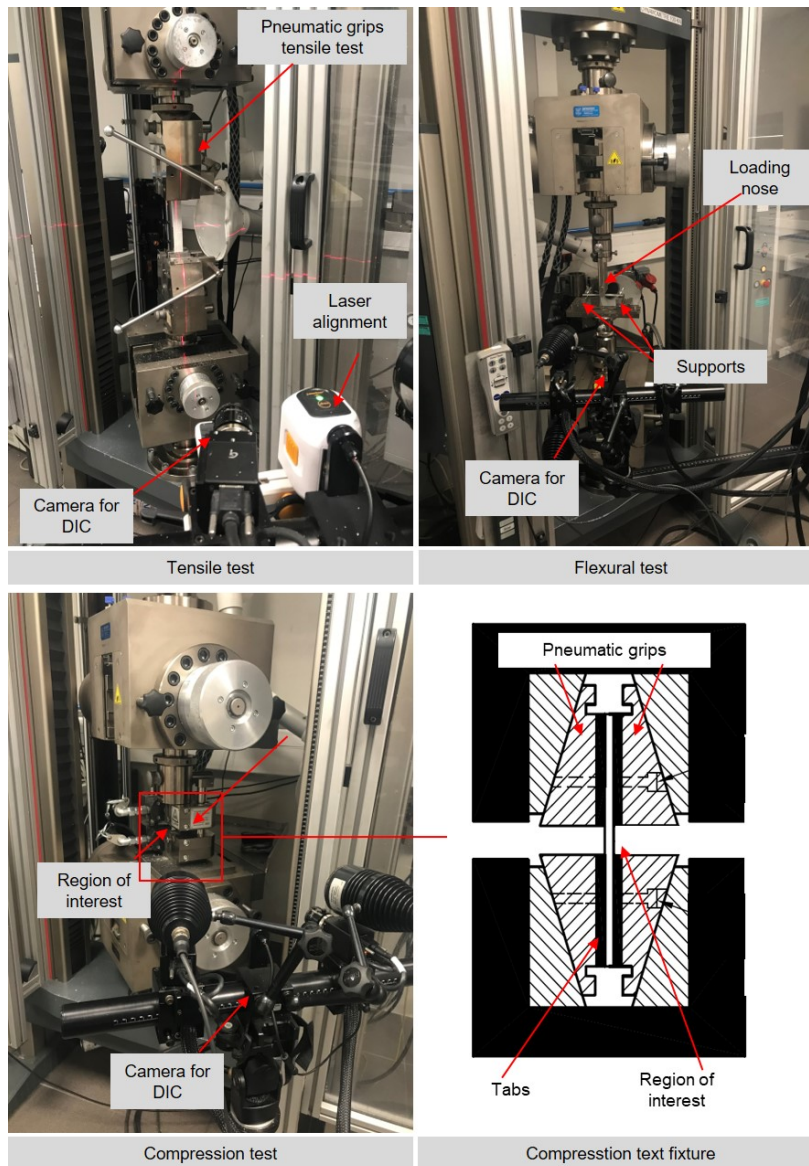 Pneumatic grips
tensile test
Laser
alignment
Camera for
DIC
Tensile test
Loading
nose
Supports
Camera for
DIC
Flexural test
Region of
interest
Camera for
DIC
Compression test
Pneumatic grips
Tabs
Region of
interest
Compresstion text fixture